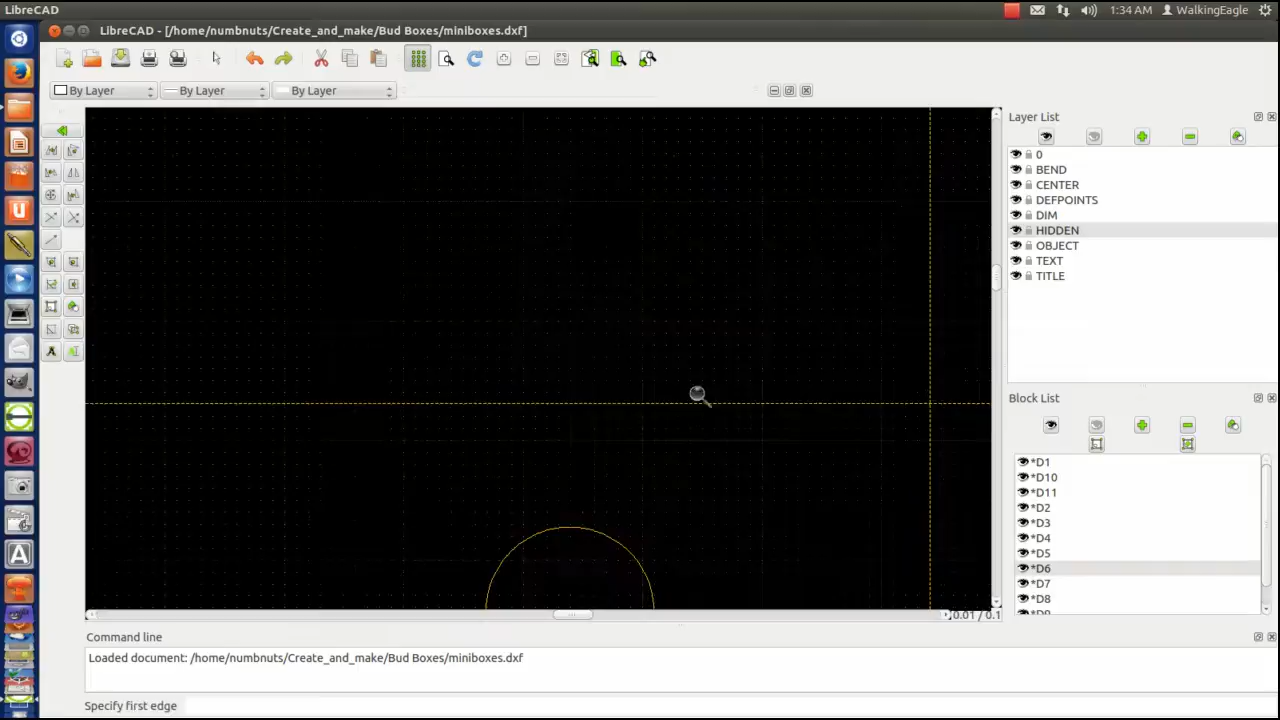 LibreCAD
1:34 AM
WalkingEagle
LibreCAD - [/home/numbnuts/Create_and_make/Bud Boxes/miniboxes.dxf]
By Layer
By Layer
By Layer
Layer List
0
BEND
CENTER
DEFPOINTS
DIM
HIDDEN
OBJECT
TEXT
TITLE
Block List
*D1
*D10
*D11
*D2
*D3
*D4
*D5
*D6
*D7
*D8
*D9
0.01 / 0.1
Command line
Loaded document: /home/numbnuts/Create_and_make/Bud Boxes/miniboxes.dxf
Specify first edge